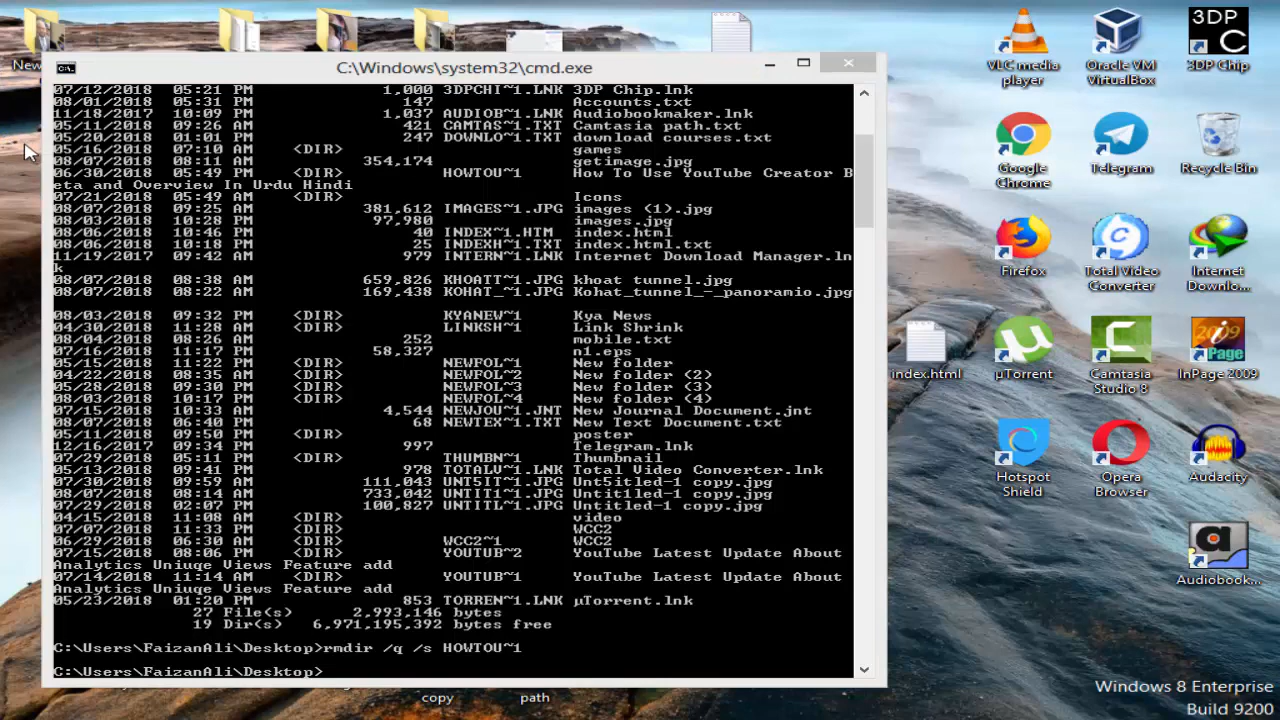 New
C:\Windows\system32\cmd.exe
07/12/2018 05:21 PM 1,000 3DPCHI~1.LNK 3DP Chip.lnk
08/01/2018 05:31 PM 147 Accounts.txt
11/18/2017 10:09 PM 1,037 AUDIOB~1.LNK Audiobookmaker.lnk
05/11/2018 09:26 AM 421 CAMTAS~1.TXT Camtasia path.txt
05/20/2018 01:01 PM 247 DOWNLO~1.TXT download courses.txt
05/16/2018 07:10 AM <DIR> games
08/07/2018 08:11 AM 354,174 getimage.jpg
06/30/2018 05:49 PM <DIR> HOWTOU~1 How To Use YouTube Creator B
eta and Overview In Urdu Hindi
07/21/2018 05:49 AM <DIR> Icons
08/07/2018 09:25 AM 381,612 IMAGES~1.JPG images (1).jpg
08/03/2018 10:28 PM 97,980 images.jpg
08/06/2018 10:46 PM 40 INDEX~1.HTM index.html
08/06/2018 10:18 PM 25 INDEXH~1.TXT index.html.txt
11/19/2017 09:42 AM 979 INTERN~1.LNK Internet Download Manager.ln
k
08/07/2018 08:38 AM 659,826 KHOATT~1.JPG khoat tunnel.jpg
08/07/2018 08:22 AM 169,438 KOHAT_~1.JPG Kohat_tunnel_-_panoramio.jpg
08/03/2018 09:32 PM <DIR> KYANEW~1 Kya News
04/30/2018 11:28 AM <DIR> LINKSH~1 Link Shrink
08/04/2018 08:26 AM 252 mobile.txt
07/16/2018 11:17 PM 58,327 n1.eps
05/15/2018 11:22 AM <DIR> NEWFOL~1 New folder
04/22/2018 08:35 AM <DIR> NEWFOL~2 New folder (2)
05/28/2018 09:30 PM <DIR> NEWFOL~3 New folder (3)
08/03/2018 10:17 PM <DIR> NEWFOL~4 New folder (4)
07/15/2018 10:33 AM 4,544 NEWJOU~1.JNT New Journal Document.jnt
08/07/2018 06:40 PM 68 NEWTEX~1.TXT New Text Document.txt
05/11/2018 09:50 PM <DIR> poster
12/16/2017 09:34 PM 997 Telegram.lnk
07/29/2018 05:11 PM <DIR> THUMBN~1 Thumbnail
05/13/2018 09:41 PM 978 TOTALV~1.LNK Total Video Converter.lnk
07/30/2018 09:59 AM 111,043 UNT5IT~1.JPG Unt5itled-1 copy.jpg
08/07/2018 08:14 AM 733,042 UNTIT1~1.JPG Untit1led-1 copy.jpg
07/29/2018 02:07 PM 100,827 UNTITL~1.JPG Untitled-1 copy.jpg
04/15/2018 11:08 AM <DIR> video
07/07/2018 11:33 PM <DIR> WCC2
06/29/2018 06:30 AM <DIR> WCC2~1 WCC2
07/15/2018 08:06 PM <DIR> YOUTUB~2 YouTube Latest Update About
Analytics Uniuqe Views Feature add
07/14/2018 11:14 AM <DIR> YOUTUB~1 YouTube Latest Update About
Analytics Uniuqe Views Feature add
05/23/2018 01:20 PM 853 TORREN~1.LNK µTorrent.lnk
27 File(s) 2,993,146 bytes
19 Dir(s) 6,971,195,392 bytes free
C:\Users\FaizanAli\Desktop>rmdir /q /s HOWTOU~1
C:\Users\FaizanAli\Desktop>
copy
path
VLC media player
Oracle VM VirtualBox
3DP C
3DP Chip
Google Chrome
Telegram
Recycle Bin
Firefox
Total Video Converter
Internet Downlo...
index.html
µTorrent
Camtasia Studio 8
2009
InPage
InPage 2009
Hotspot Shield
Opera Browser
Audacity
Audiobook...
Windows 8 Enterprise
Build 9200